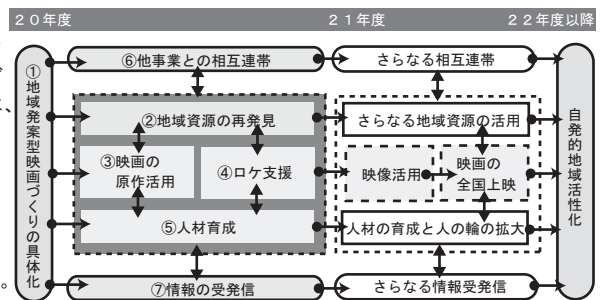 ２０年度
２１年度
２２年度以降
①地域発案型映画づくりの具体化
⑥他事業との相互連帯
さらなる相互連帯
②地域資源の再発見
さらなる地域資源の活用
③映画の
原作活用
④ロケ支援
映像活用
映画の
全国上映
⑤人材育成
人材の育成と人の輪の拡大
⑦情報の受発信
さらなる情報受発信
自発的地域活性化
、
。